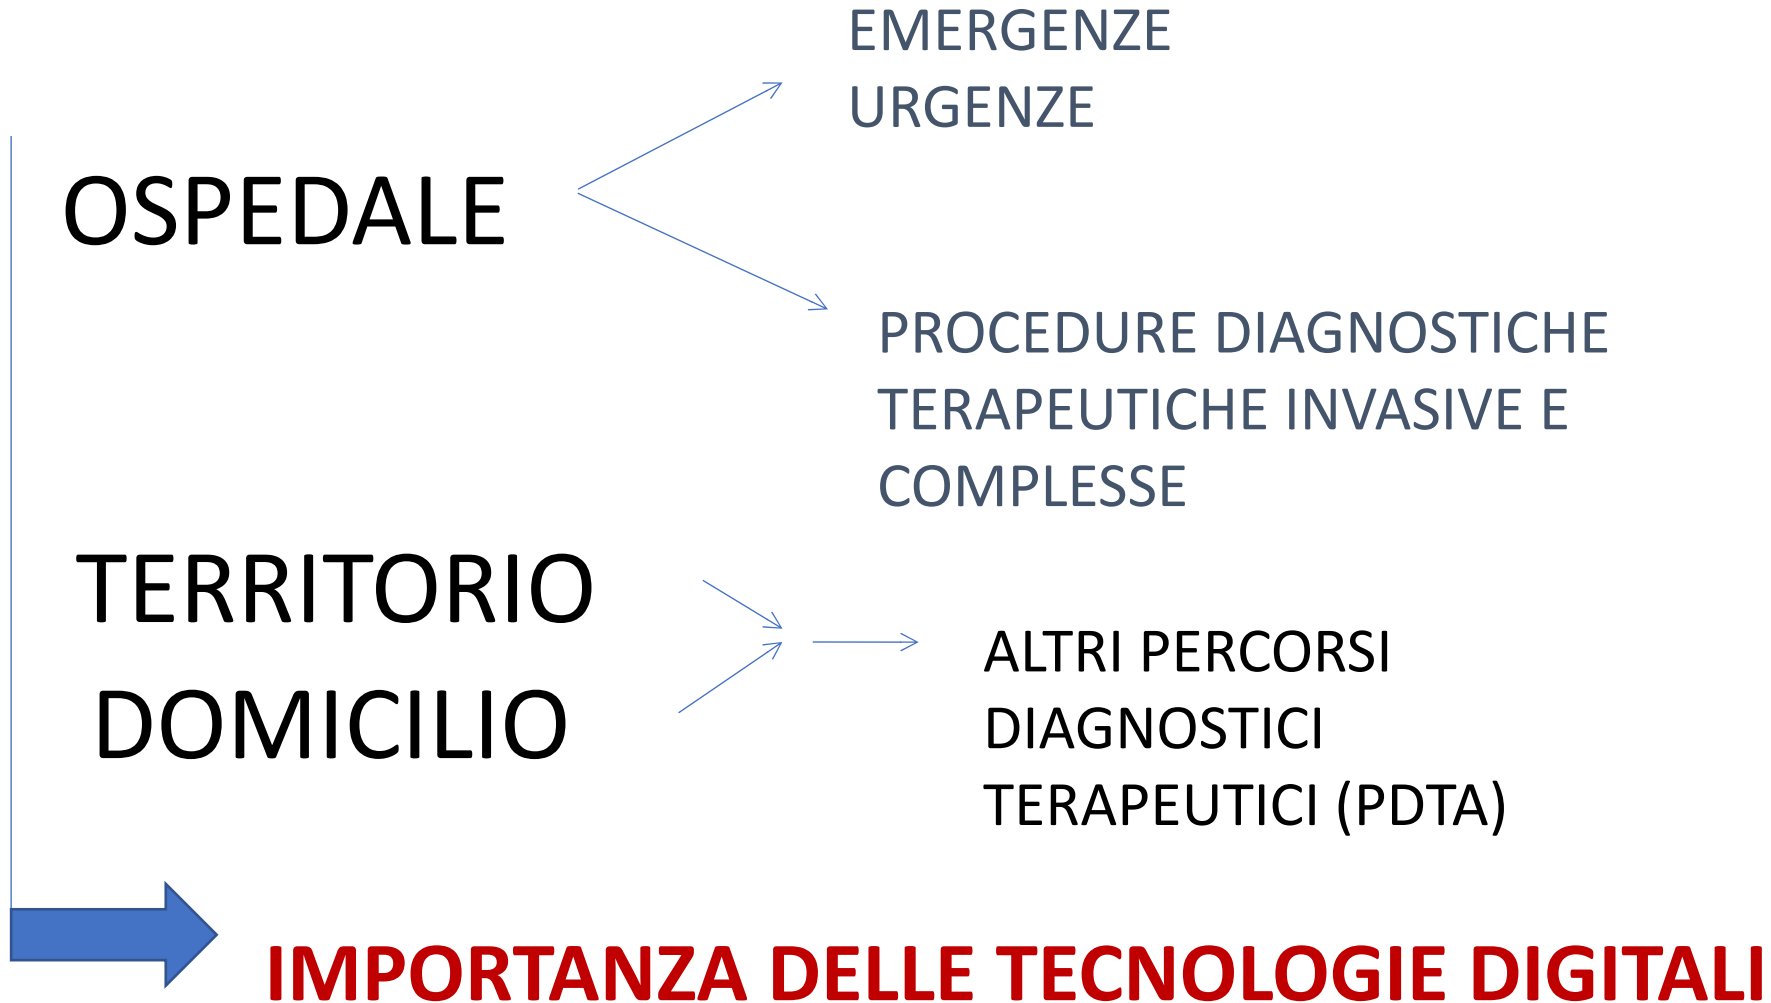 EMERGENZE
URGENZE
OSPEDALE
PROCEDURE DIAGNOSTICHE
TERAPEUTICHE INVASIVE E
COMPLESSE
TERRITORIO
DOMICILIO
ALTRI PERCORSI
DIAGNOSTICI
TERAPEUTICI (PDTA)
IMPORTANZA DELLE TECNOLOGIE DIGITALI